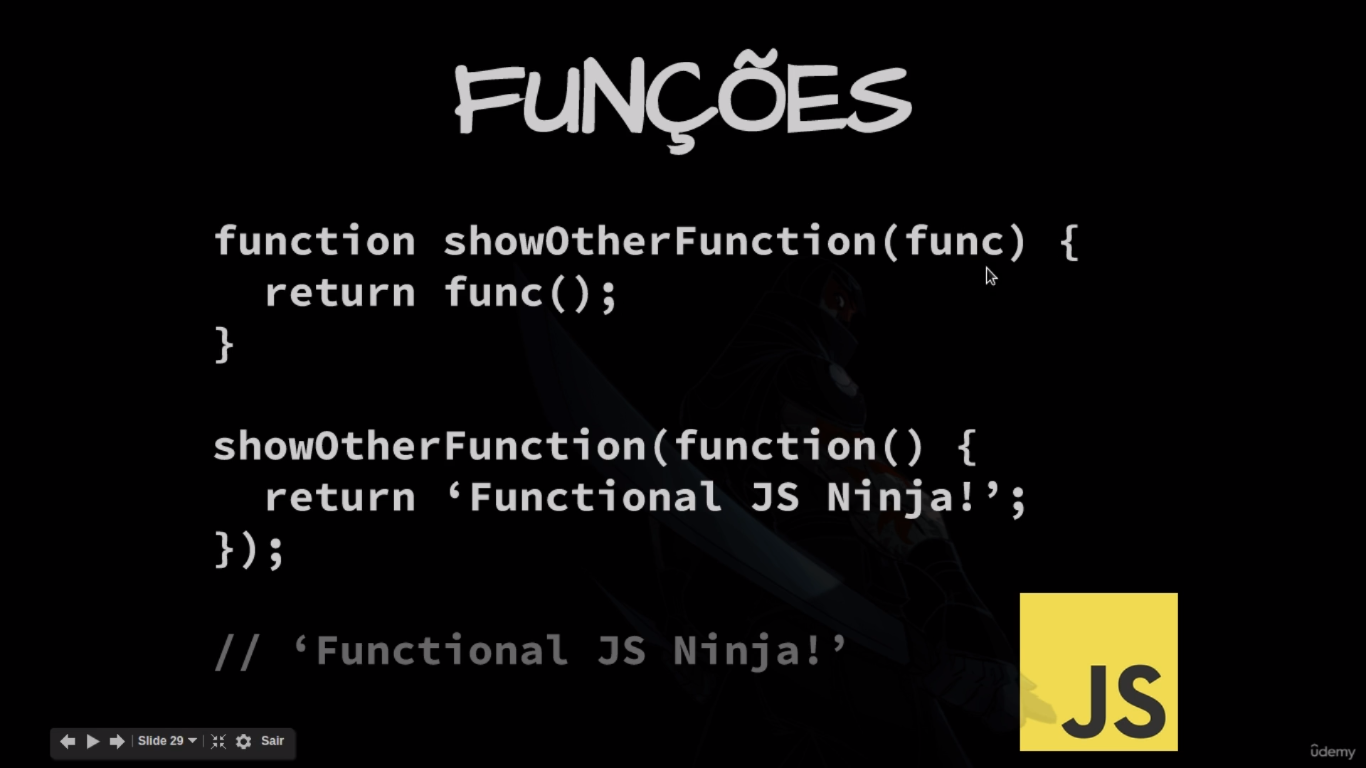 FUNÇÕES
function showOtherFunction(func) {
  return func();
}
showOtherFunction(function() {
  return ‘Functional JS Ninja!’;
});
// ‘Functional JS Ninja!’
JS
Slide 29
Sair
ûdemy